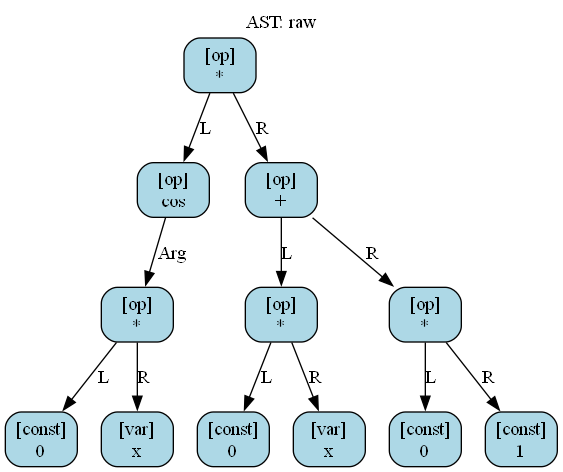 AST: raw
[op]
*
L
R
[op]
cos
[op]
+
Arg
L
R
[op]
*
[op]
*
[op]
*
L
R
L
R
L
R
[const]
0
[var]
x
[const]
0
[var]
x
[const]
0
[const]
1